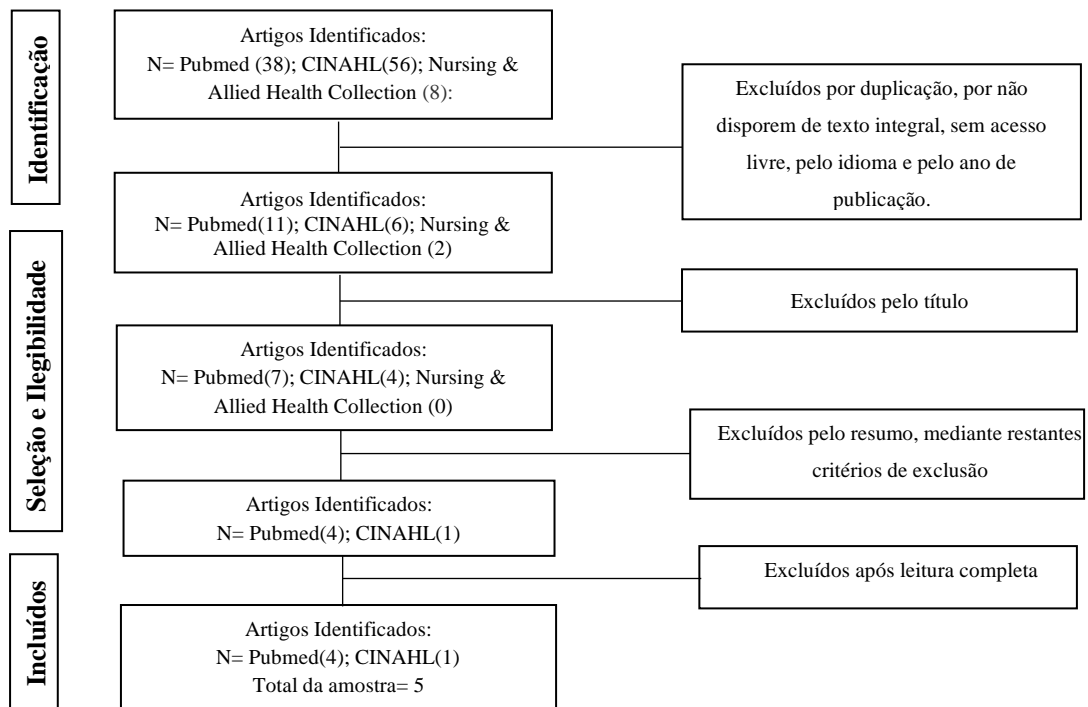 Identificação
Artigos Identificados:
N= Pubmed (38); CINAHL(56); Nursing &
Allied Health Collection (8):
Excluídos por duplicação, por não
disporem de texto integral, sem acesso
livre, pelo idioma e pelo ano de
publicação.
Artigos Identificados:
N= Pubmed(11); CINAHL(6); Nursing &
Allied Health Collection (2)
Seleção e Ilegibilidade
Excluídos pelo título
Artigos Identificados:
N= Pubmed(7); CINAHL(4); Nursing &
Allied Health Collection (0)
Excluídos pelo resumo, mediante restantes
critérios de exclusão
Artigos Identificados:
N= Pubmed(4); CINAHL(1)
Incluídos
Excluídos após leitura completa
Artigos Identificados:
N= Pubmed(4); CINAHL(1)
Total da amostra= 5